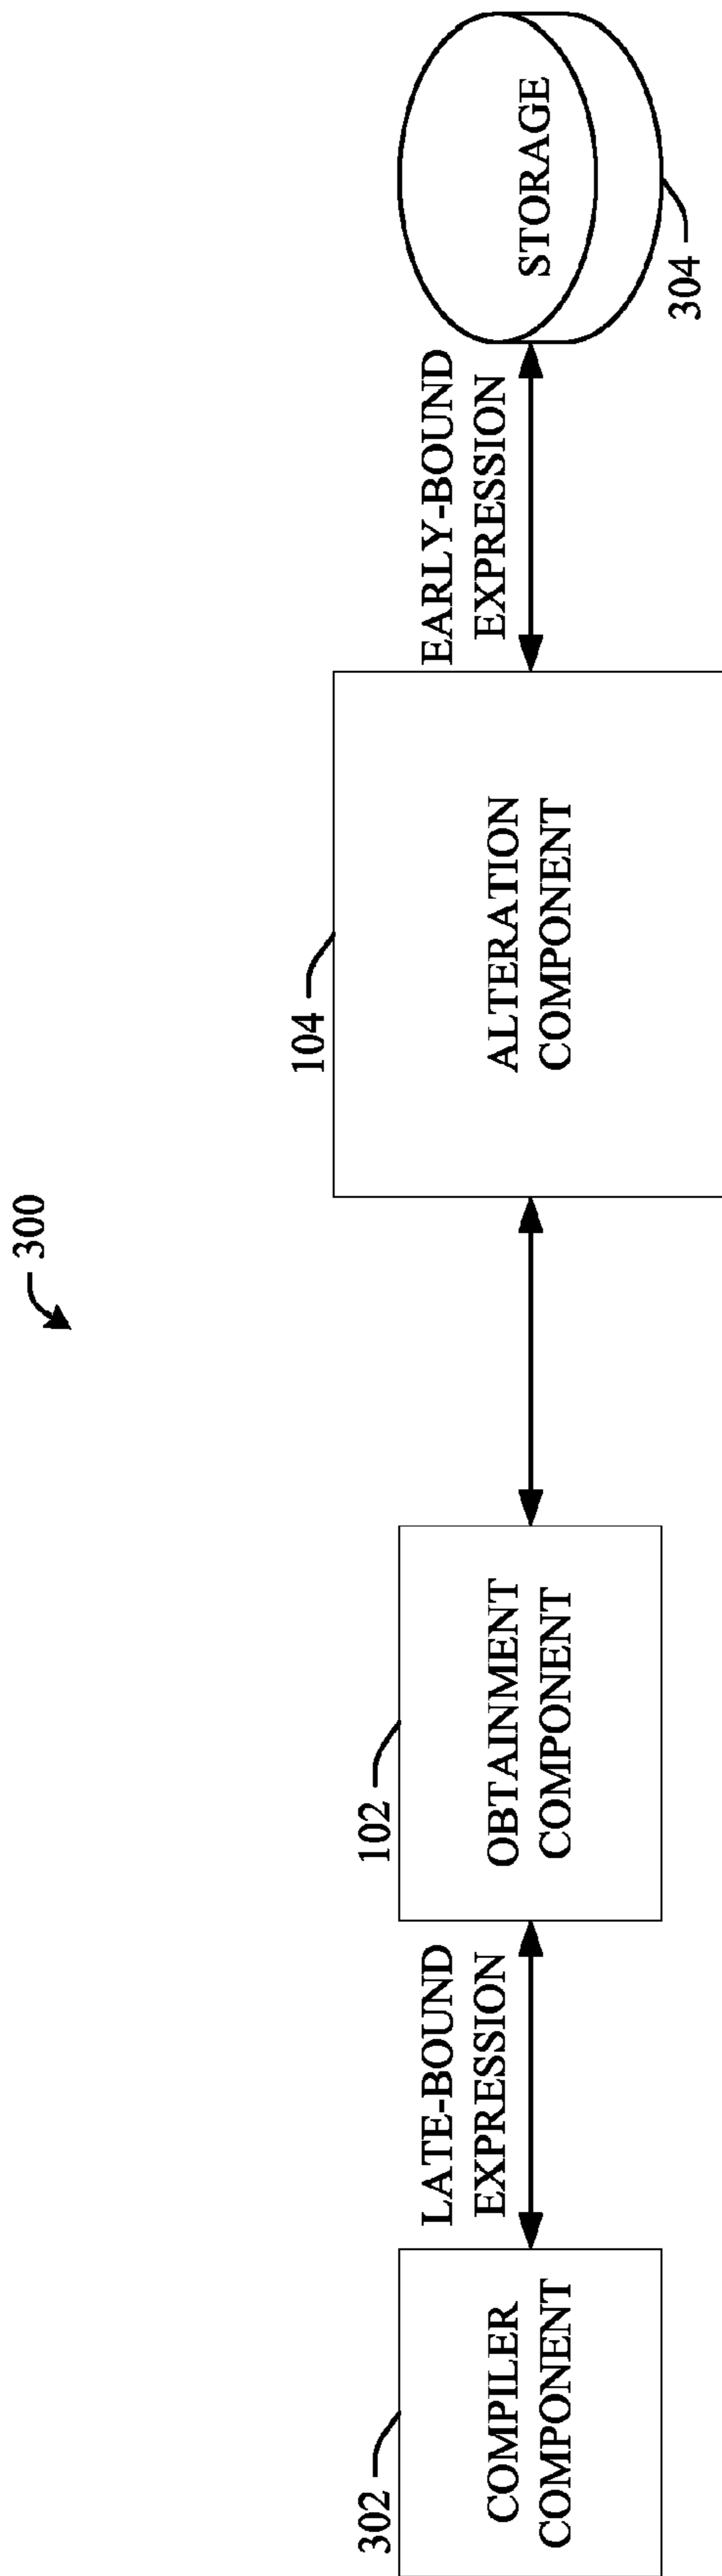 300
302
COMPILER
COMPONENT
LATE-BOUND
EXPRESSION
102
OBTAINMENT
COMPONENT
104
ALTERATION
COMPONENT
EARLY-BOUND
EXPRESSION
STORAGE
304